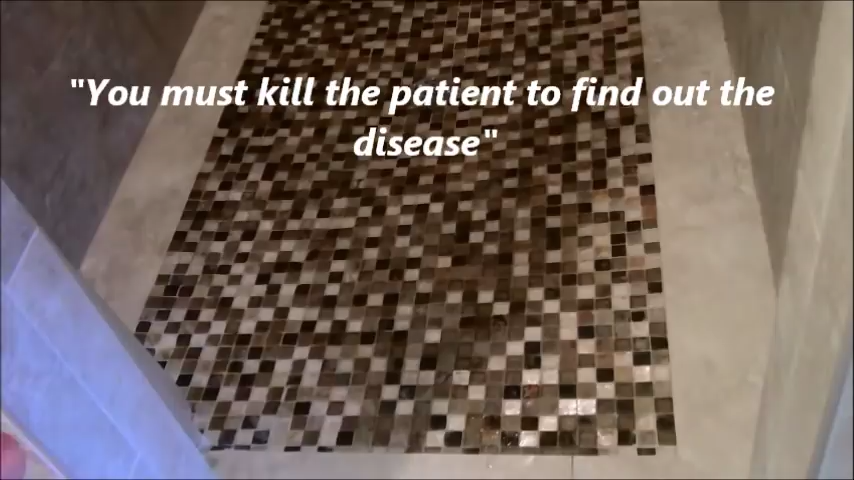 "You must kill the patient to find out the
disease"